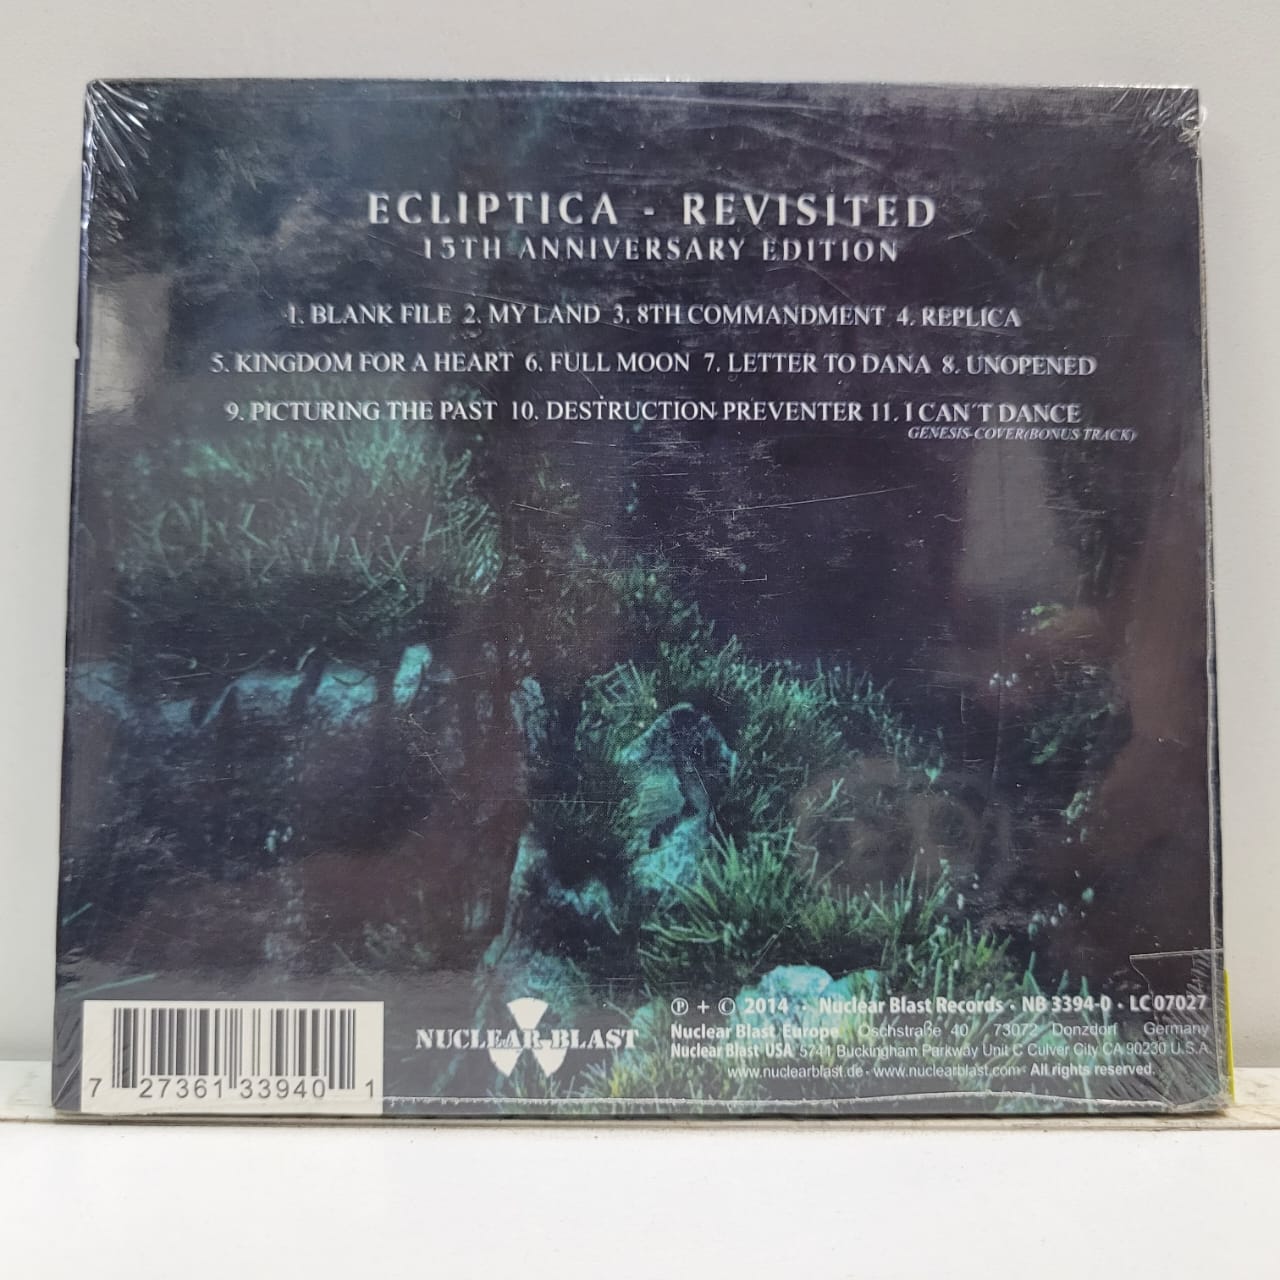 ECLIPTICA - REVISITED
15TH ANNIVERSARY EDITION
1. BLANK FILE 2. MY LAND 3. 8TH COMMANDMENT 4. REPLICA
5. KINGDOM FOR A HEART 6. FULL MOON 7. LETTER TO DANA 8. UNOPENED
9. PICTURING THE PAST 10. DESTRUCTION PREVENTER 11. I CAN´T DANCE
GENESIS-COVER(BONUS TRACK)
7 27361 33940 1
NUCLEAR BLAST
℗ + © 2014 · Nuclear Blast Records · NB 3394-0 · LC 07027
Nuclear Blast Europe Oschstraße 40 73072 Donzdorf Germany
Nuclear Blast USA 5741 Buckingham Parkway Unit C Culver City CA 90230 U.S.A
www.nuclearblast.de · www.nuclearblast.com · All rights reserved.